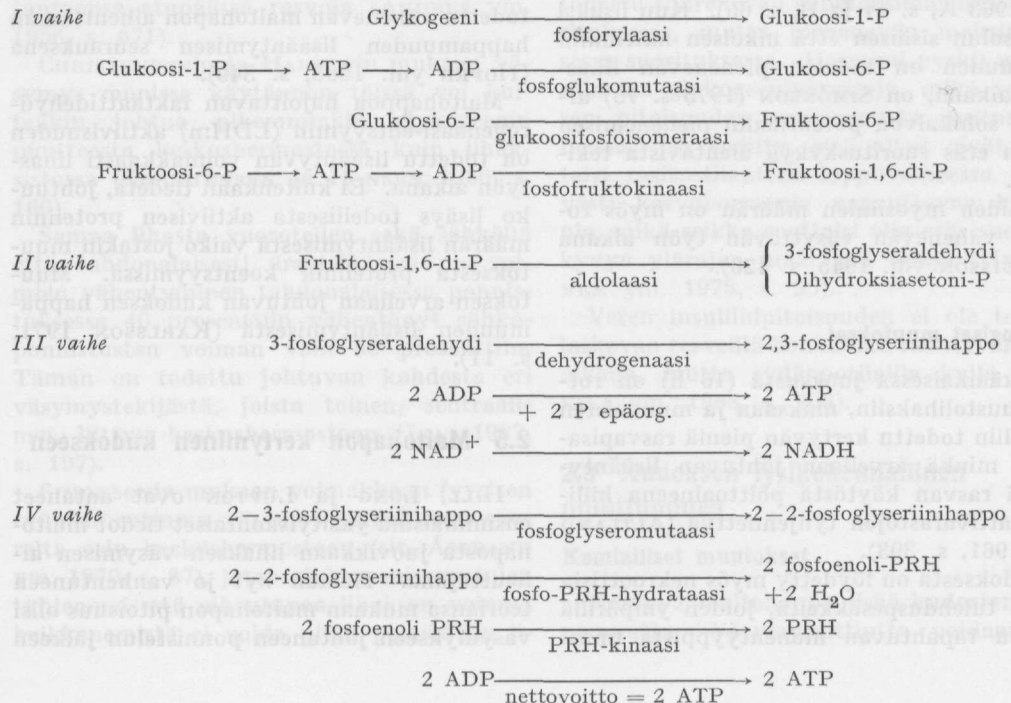 I vaihe Glykogeeni ⟶ Glukoosi-1-P
fosforylaasi
Glukoosi-1-P ⟶ ATP ⟶ ADP ⟶ Glukoosi-6-P
fosfoglukomutaasi
Glukoosi-6-P ⟶ Fruktoosi-6-P
glukoosifosfoisomeraasi
Fruktoosi-6-P ⟶ ATP ⟶ ADP ⟶ Fruktoosi-1,6-di-P
fosfofruktokinaasi
II vaihe Fruktoosi-1,6-di-P ⟶ { 3-fosfoglyseraldehydi
aldolaasi Dihydroksiasetoni-P
III vaihe 3-fosfoglyseraldehydi ⟶ 2,3-fosfoglyseriinihappo
dehydrogenaasi
2 ADP ⟶ 2 ATP
+ 2 P epäorg.
2 NAD+ ⟶ 2 NADH
IV vaihe 2—3-fosfoglyseriinihappo ⟶ 2—2-fosfoglyseriinihappo
fosfoglyseromutaasi
2—2-fosfoglyseriinihappo ⟶ 2 fosfoenoli-PRH
fosfo-PRH-hydrataasi + 2 H2O
2 fosfoenoli PRH ⟶ 2 PRH
PRH-kinaasi
2 ADP ⟶ 2 ATP
nettovoitto = 2 ATP